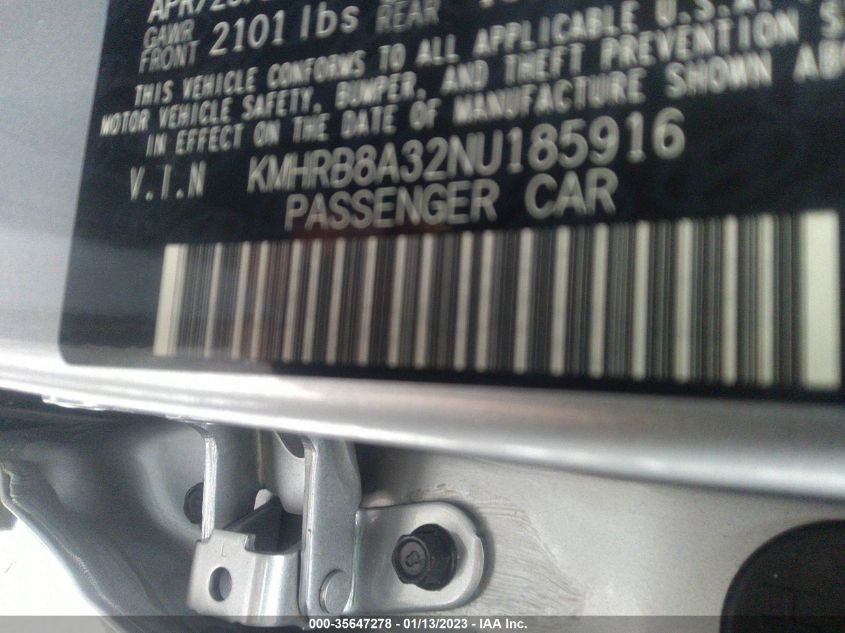 GAWR
FRONT 2101 lbs REAR
THIS VEHICLE CONFORMS TO ALL APPLICABLE U.S.A.
MOTOR VEHICLE SAFETY, BUMPER, AND THEFT PREVENTION
IN EFFECT ON THE DATE OF MANUFACTURE SHOWN
V.I.N KMHRB8A32NU185916
PASSENGER CAR
L
000-35647278 - 01/13/2023 - IAA Inc.